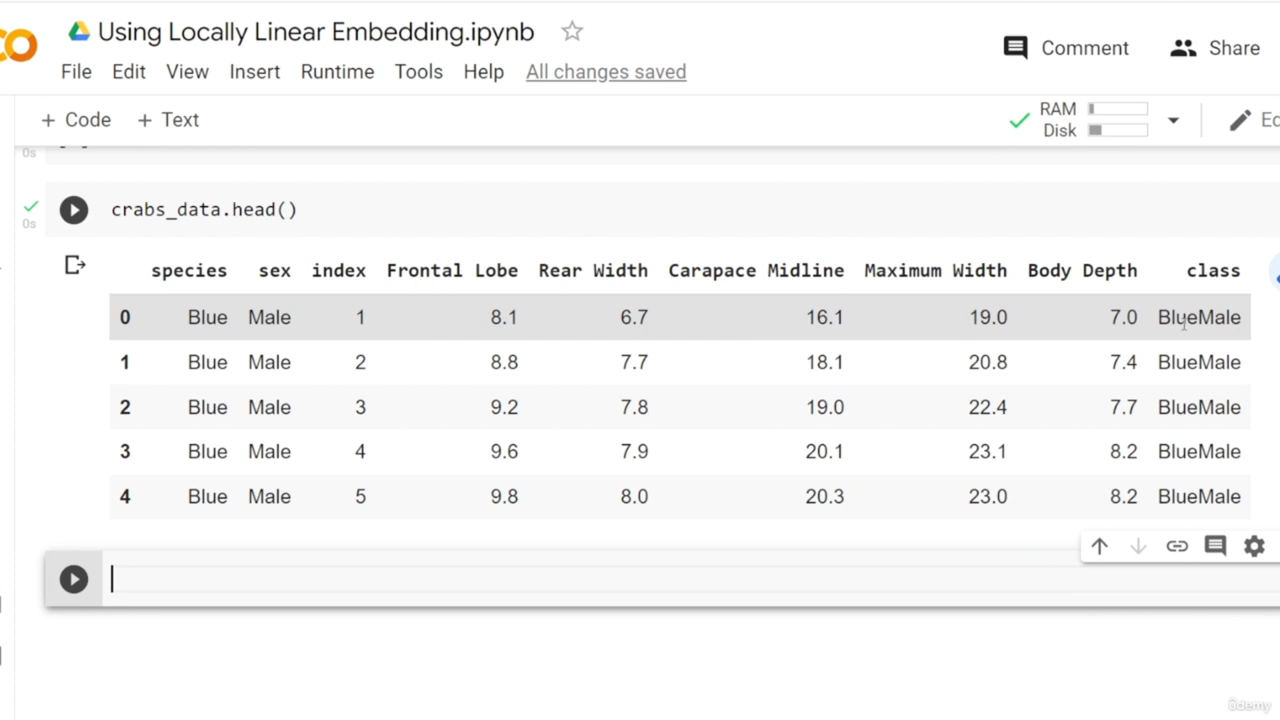 Using Locally Linear Embedding.ipynb
Comment
Share
File Edit View Insert Runtime Tools Help All changes saved
+ Code + Text
RAM
Disk
0s
crabs_data.head()
0s
species sex index Frontal Lobe Rear Width Carapace Midline Maximum Width Body Depth class
0 Blue Male 1 8.1 6.7 16.1 19.0 7.0 BlueMale
1 Blue Male 2 8.8 7.7 18.1 20.8 7.4 BlueMale
2 Blue Male 3 9.2 7.8 19.0 22.4 7.7 BlueMale
3 Blue Male 4 9.6 7.9 20.1 23.1 8.2 BlueMale
4 Blue Male 5 9.8 8.0 20.3 23.0 8.2 BlueMale
ûdemy